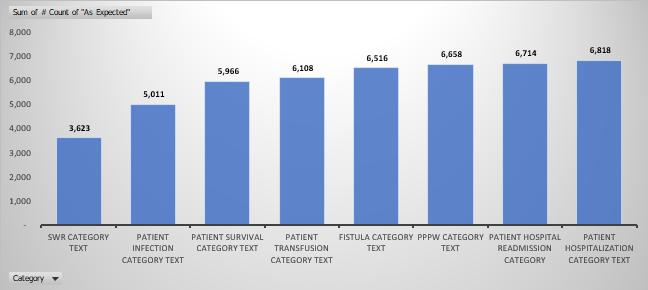 Sum of # Count of "As Expected"
8,000
7,000
6,000
5,000
4,000
3,000
2,000
1,000
-
3,623
5,011
5,966
6,108
6,516
6,658
6,714
6,818
SWR CATEGORY
TEXT
PATIENT
INFECTION
CATEGORY TEXT
PATIENT SURVIVAL
CATEGORY TEXT
PATIENT
TRANSFUSION
CATEGORY TEXT
FISTULA CATEGORY
TEXT
PPPW CATEGORY
TEXT
PATIENT HOSPITAL
READMISSION
CATEGORY
PATIENT
HOSPITALIZATION
CATEGORY TEXT
Category